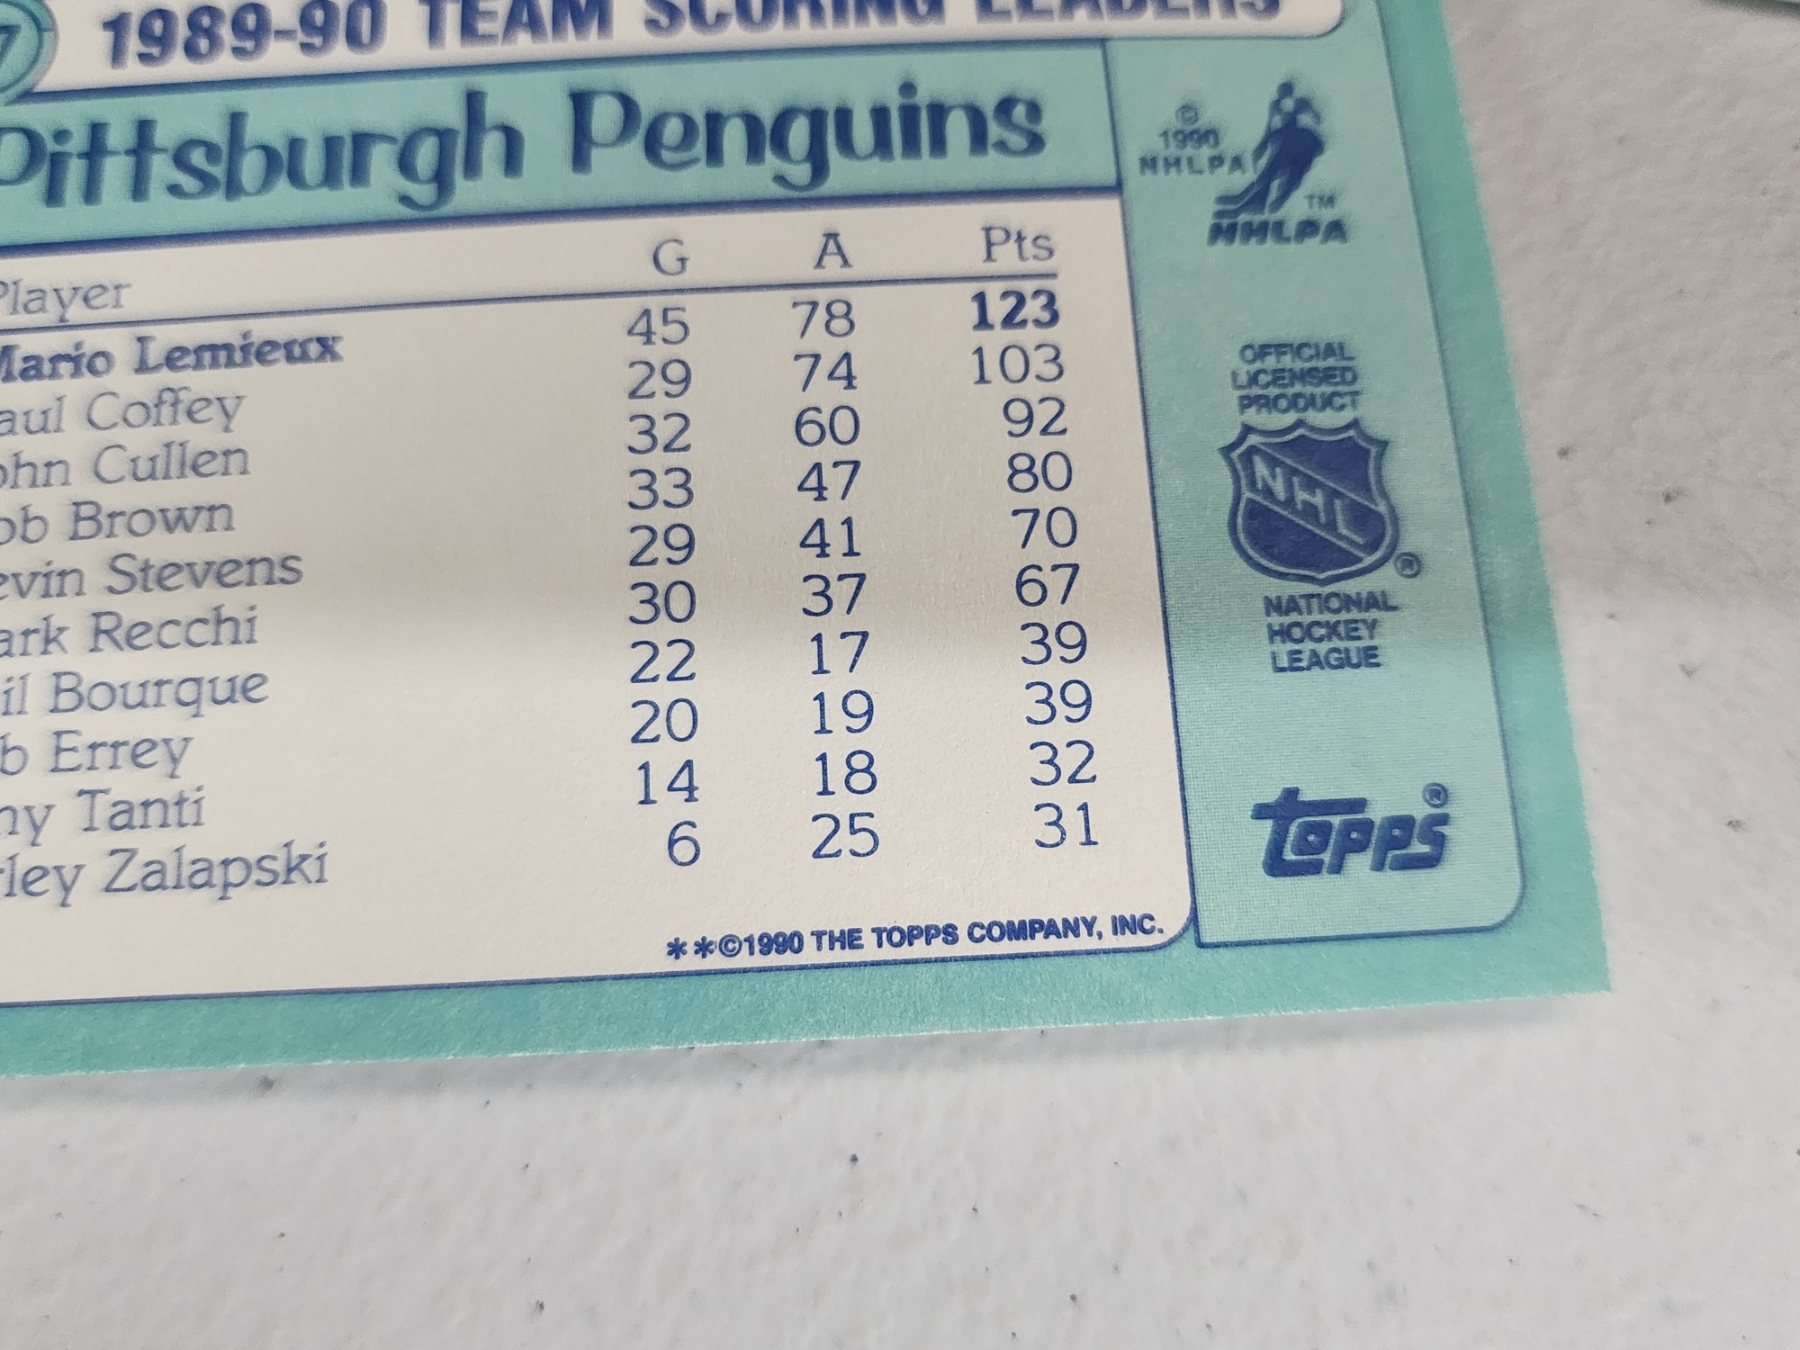 7 1989-90 TEAM SCORING LEADERS
Pittsburgh Penguins
Player G A Pts
Mario Lemieux 45 78 123
aul Coffey 29 74 103
ohn Cullen 32 60 92
ob Brown 33 47 80
evin Stevens 29 41 70
ark Recchi 30 37 67
il Bourque 22 17 39
b Errey 20 19 39
ny Tanti 14 18 32
rley Zalapski 6 25 31
**©1990 THE TOPPS COMPANY, INC.
©
1990
NHLPA
TM
NHLPA
OFFICIAL
LICENSED
PRODUCT
NHL
®
NATIONAL
HOCKEY
LEAGUE
topps®